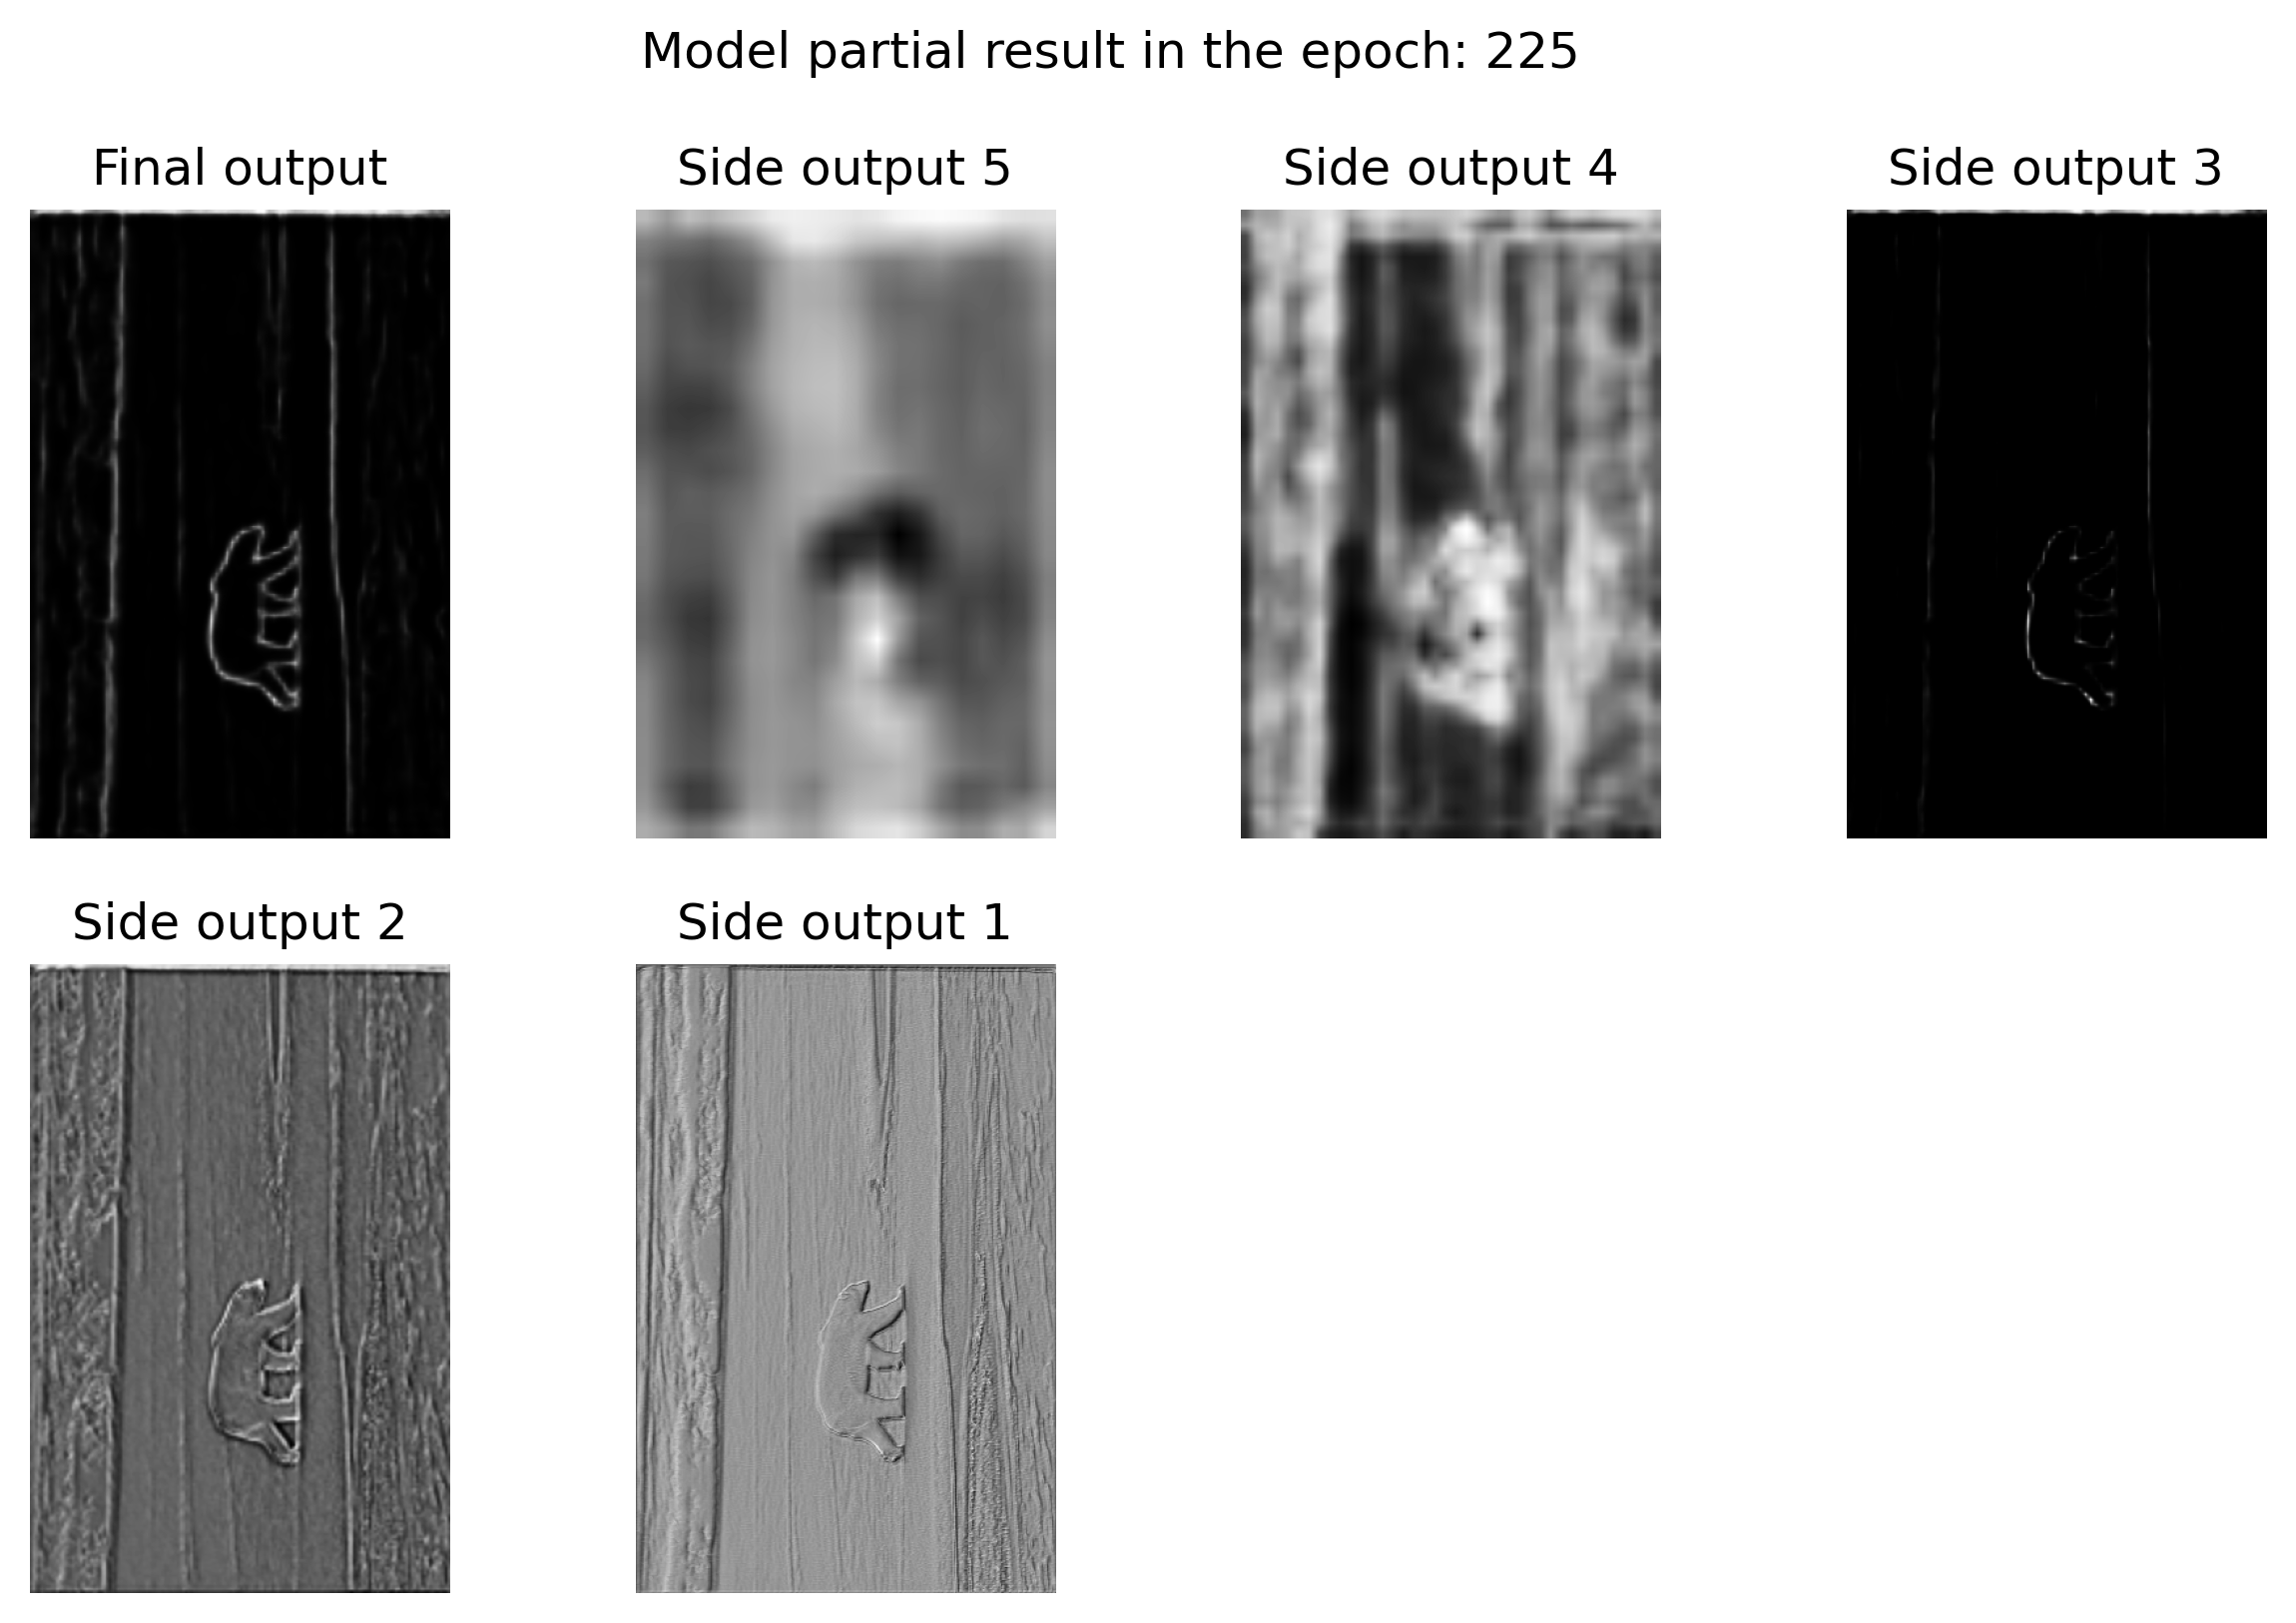 Model partial result in the epoch: 225
Final output
Side output 5
Side output 4
Side output 3
Side output 2
Side output 1